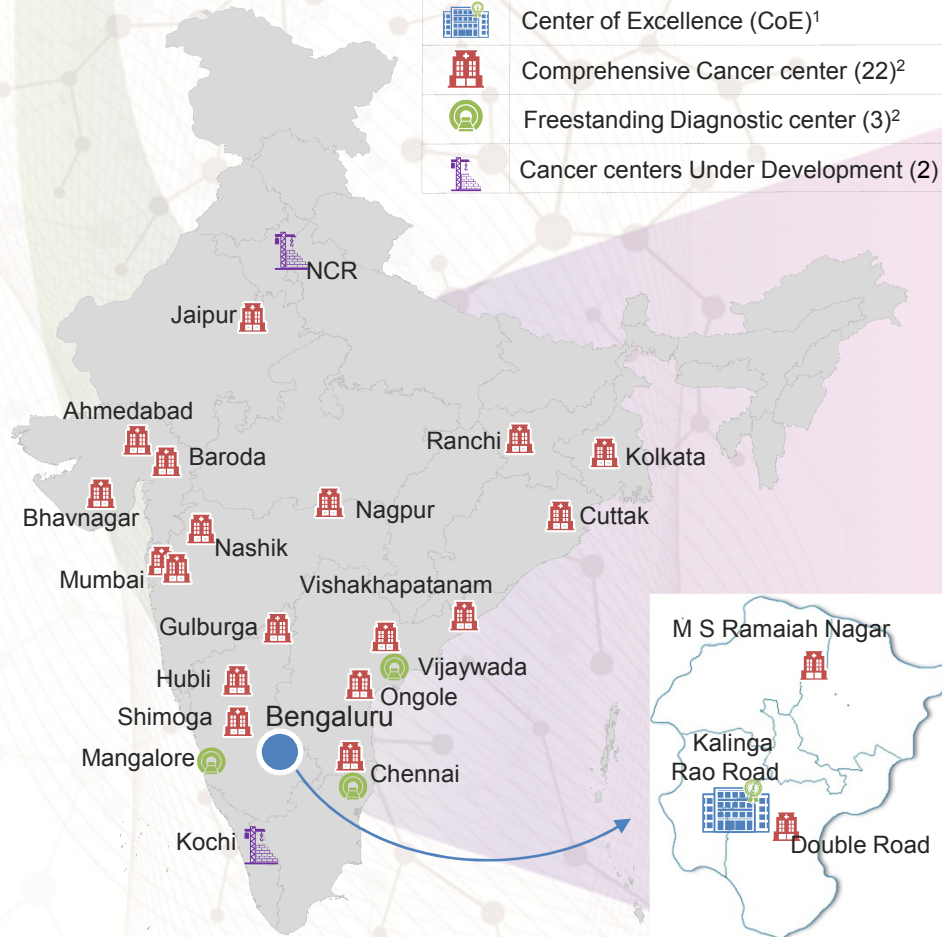 Center of Excellence (CoE)¹
Comprehensive Cancer center (22)²
Freestanding Diagnostic center (3)²
Cancer centers Under Development (2)
NCR
Jaipur
Ahmedabad
Baroda
Bhavnagar
Ranchi
Kolkata
Nagpur
Cuttak
Nashik
Mumbai
Vishakhapatanam
Gulburga
Vijaywada
Hubli
Ongole
Shimoga
Bengaluru
Mangalore
Chennai
Kochi
M S Ramaiah Nagar
Kalinga
Rao Road
Double Road